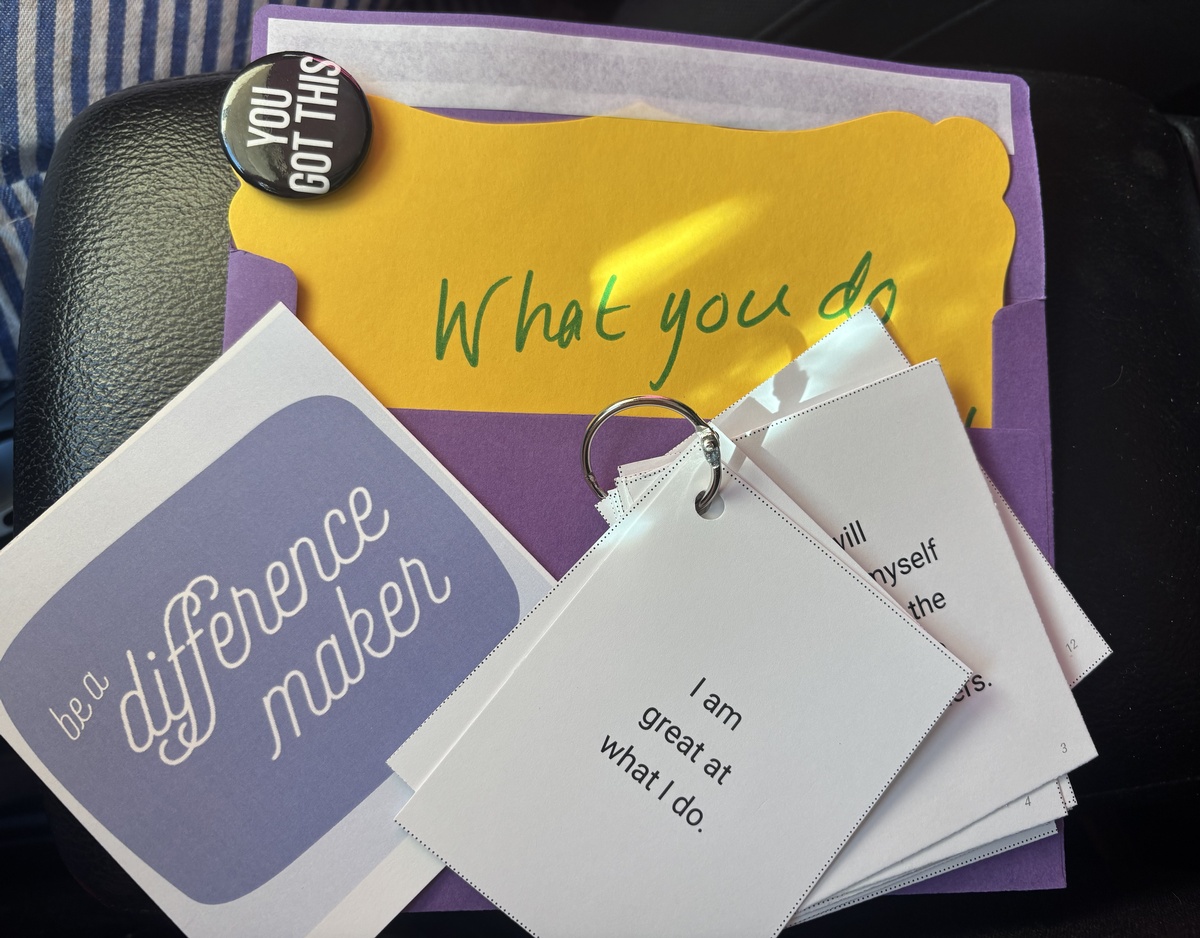 YOU
GOT THIS
What you do
be a
difference
maker
I am
great at
what I do.
will
myself
the
12
3
4